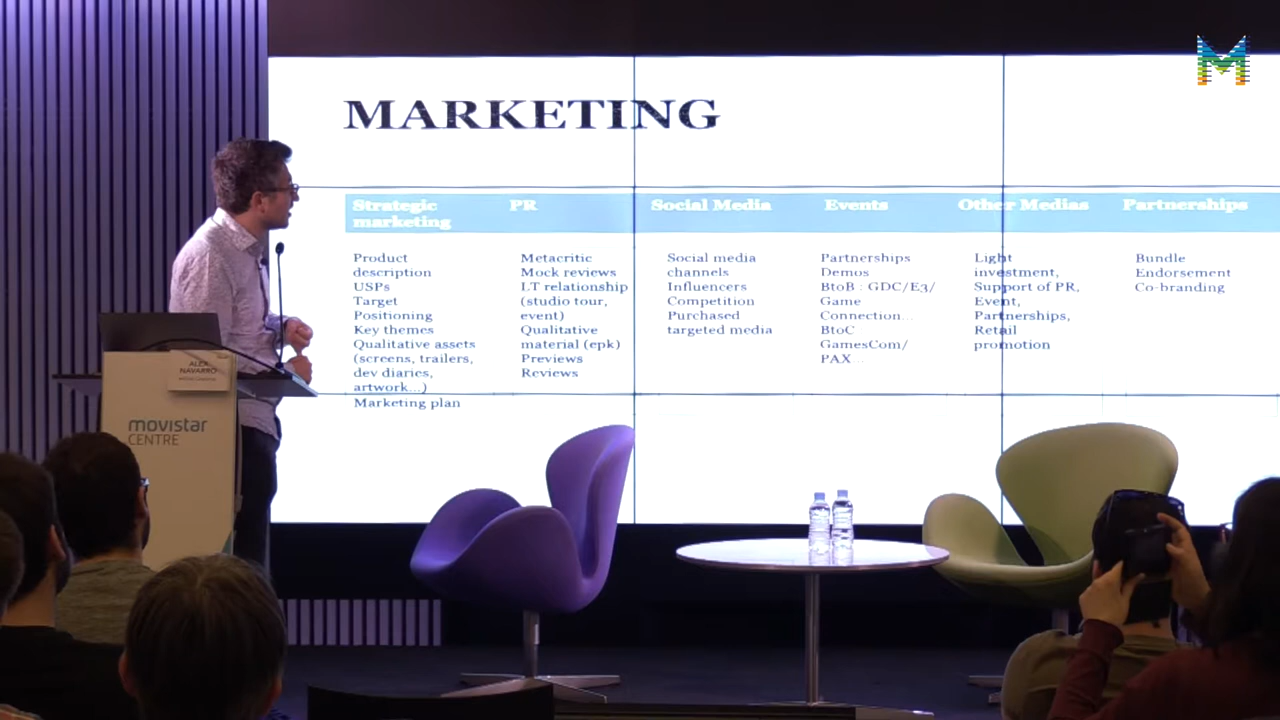 M
MARKETING
Strategic
marketing
PR
Social Media
Events
Other Medias
Partnerships
Product
description
USPs
Target
Positioning
Key themes
Qualitative assets
(screens, trailers,
dev diaries,
artwork...)
Marketing plan
Metacritic
Mock reviews
LT relationship
(studio tour,
event)
Qualitative
material (epk)
Previews
Reviews
Social media
channels
Influencers
Competition
Purchased
targeted media
Partnerships
Demos
BtoB : GDC/E3/
Game
Connection...
BtoC
GamesCom/
PAX...
Light
investment,
Support of PR,
Event,
Partnerships,
Retail
promotion
Bundle
Endorsement
Co-branding
ALEX
NAVARRO
movistar
CENTRE